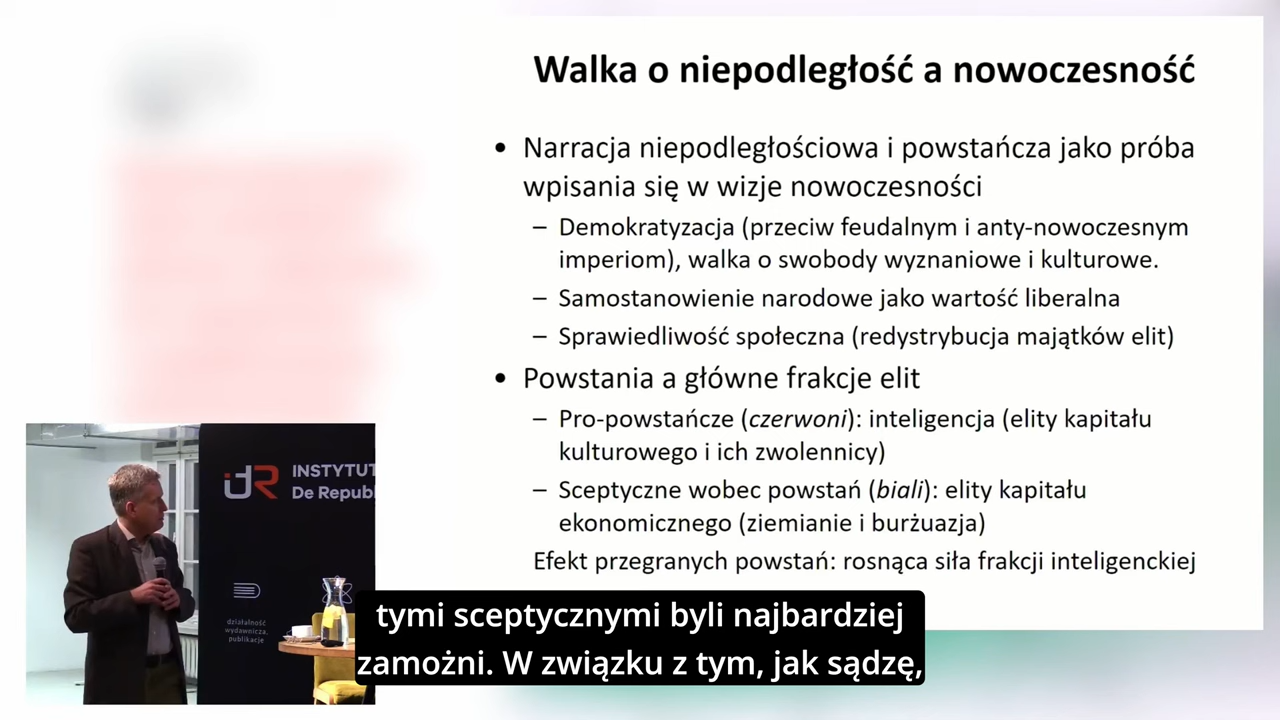 Walka o niepodległość a nowoczesność
• Narracja niepodległościowa i powstańcza jako próba
wpisania się w wizje nowoczesności
– Demokratyzacja (przeciw feudalnym i anty-nowoczesnym
imperiom), walka o swobody wyznaniowe i kulturowe.
– Samostanowienie narodowe jako wartość liberalna
– Sprawiedliwość społeczna (redystrybucja majątków elit)
• Powstania a główne frakcje elit
– Pro-powstańcze (czerwoni): inteligencja (elity kapitału
kulturowego i ich zwolennicy)
– Sceptyczne wobec powstań (biali): elity kapitału
ekonomicznego (ziemianie i burżuazja)
Efekt przegranych powstań: rosnąca siła frakcji inteligenckiej
idR
INSTYTUT
De Republi
działalność
wydawnicza,
publikacje
tymi sceptycznymi byli najbardziej
zamożni. W związku z tym, jak sądzę,